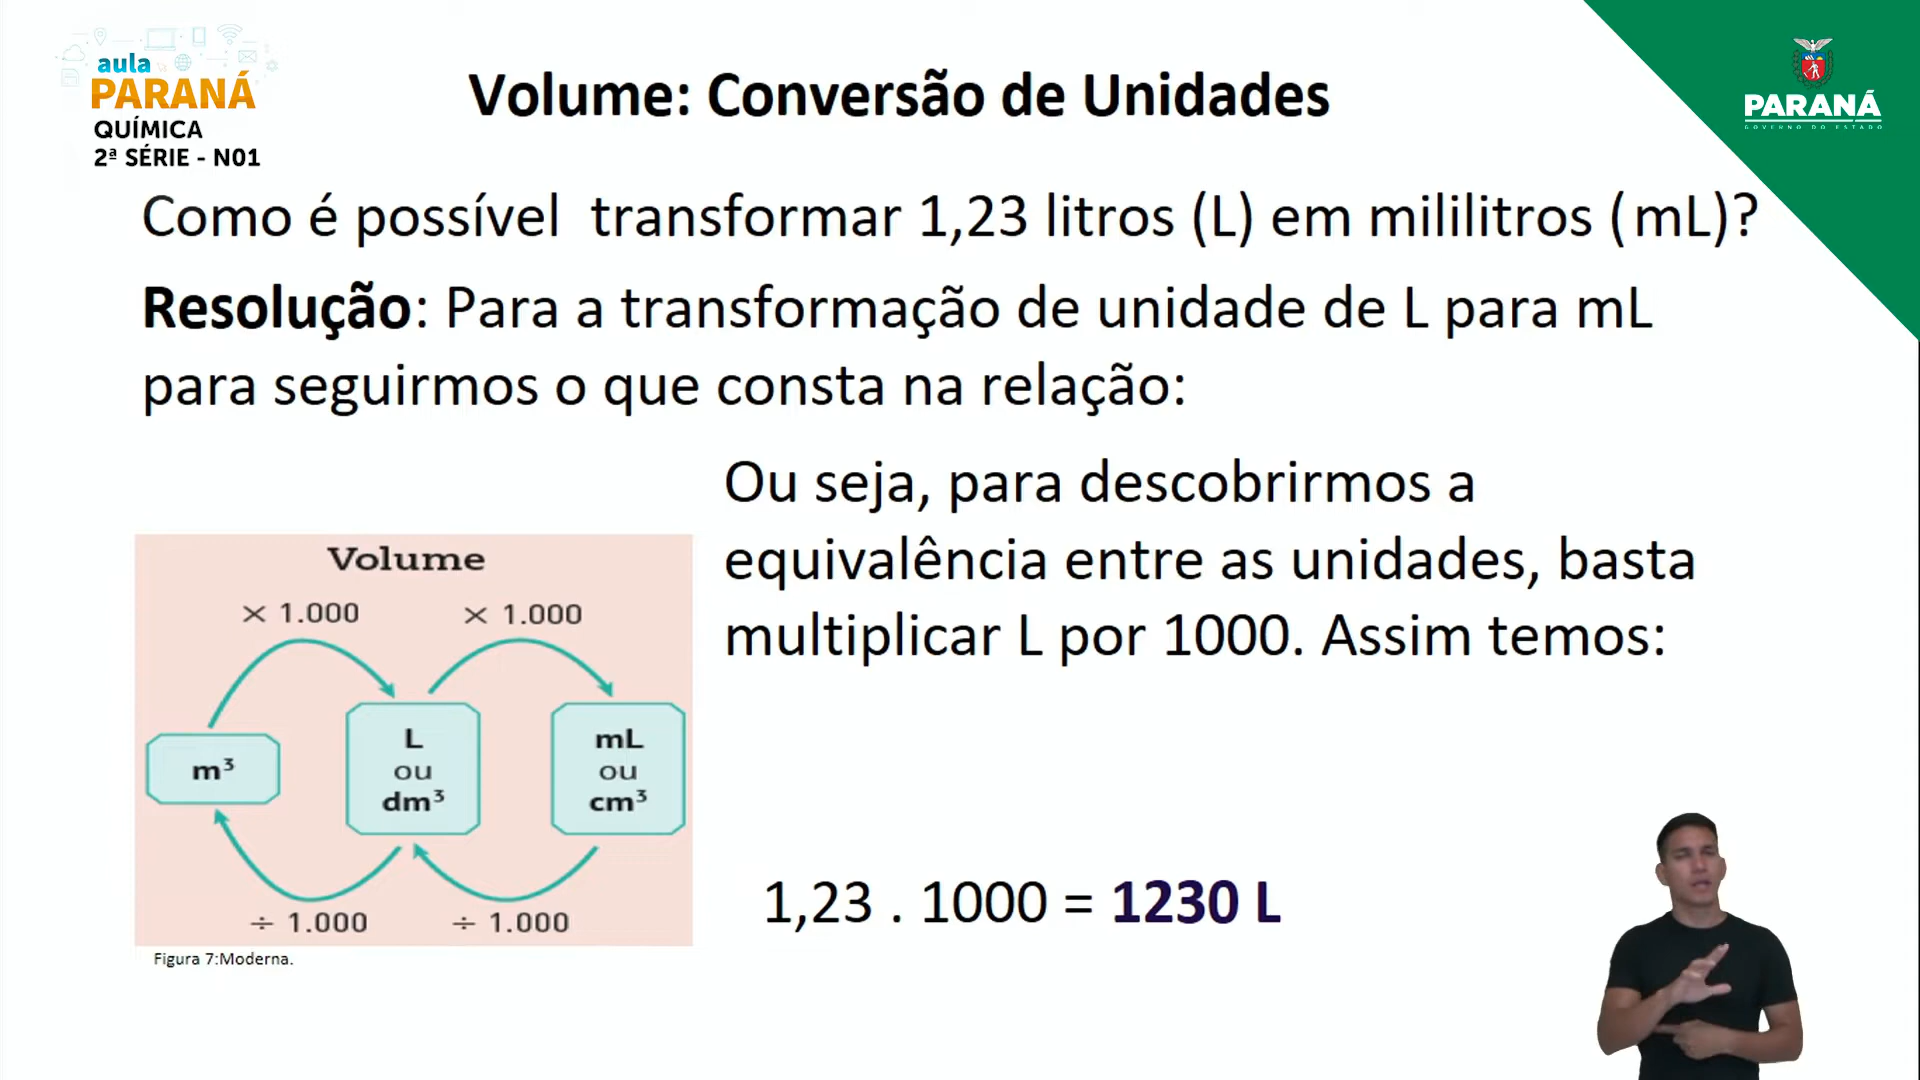 aula
PARANÁ
QUÍMICA
2ª SÉRIE - N01
Volume: Conversão de Unidades
PARANÁ
GOVERNO DO ESTADO
Como é possível transformar 1,23 litros (L) em mililitros (mL)?
Resolução: Para a transformação de unidade de L para mL
para seguirmos o que consta na relação:
Ou seja, para descobrirmos a
equivalência entre as unidades, basta
multiplicar L por 1000. Assim temos:
Volume
× 1.000 × 1.000
m³
L
ou
dm³
mL
ou
cm³
÷ 1.000 ÷ 1.000
Figura 7:Moderna.
1,23 . 1000 = 1230 L